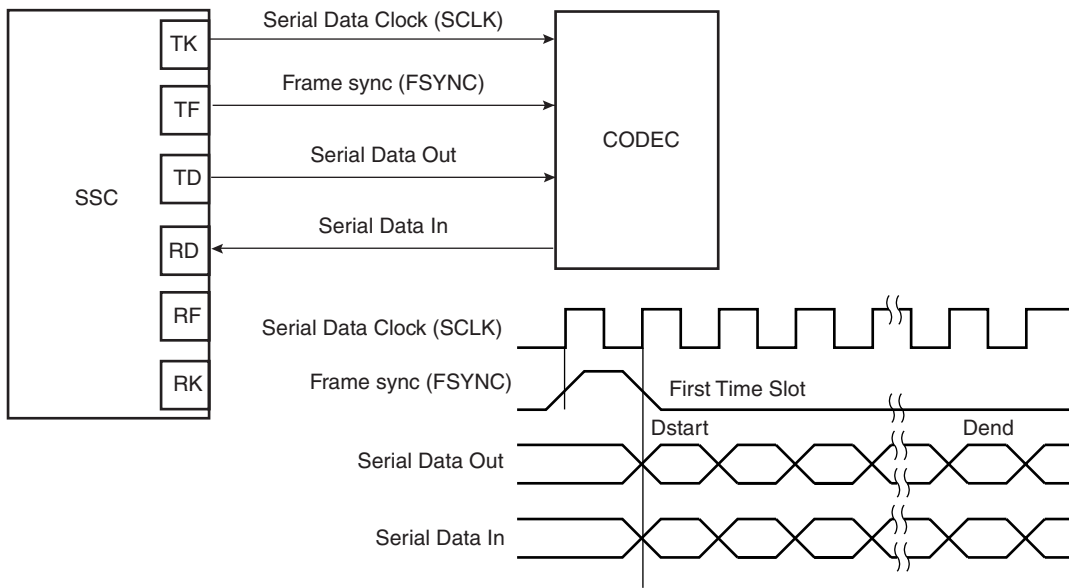 Serial Data Clock (SCLK)
TK
Frame sync (FSYNC)
TF
CODEC
Serial Data Out
TD
SSC
Serial Data In
RD
RF
Serial Data Clock (SCLK)
RK
Frame sync (FSYNC)
First Time Slot
Dstart
Dend
Serial Data Out
Serial Data In